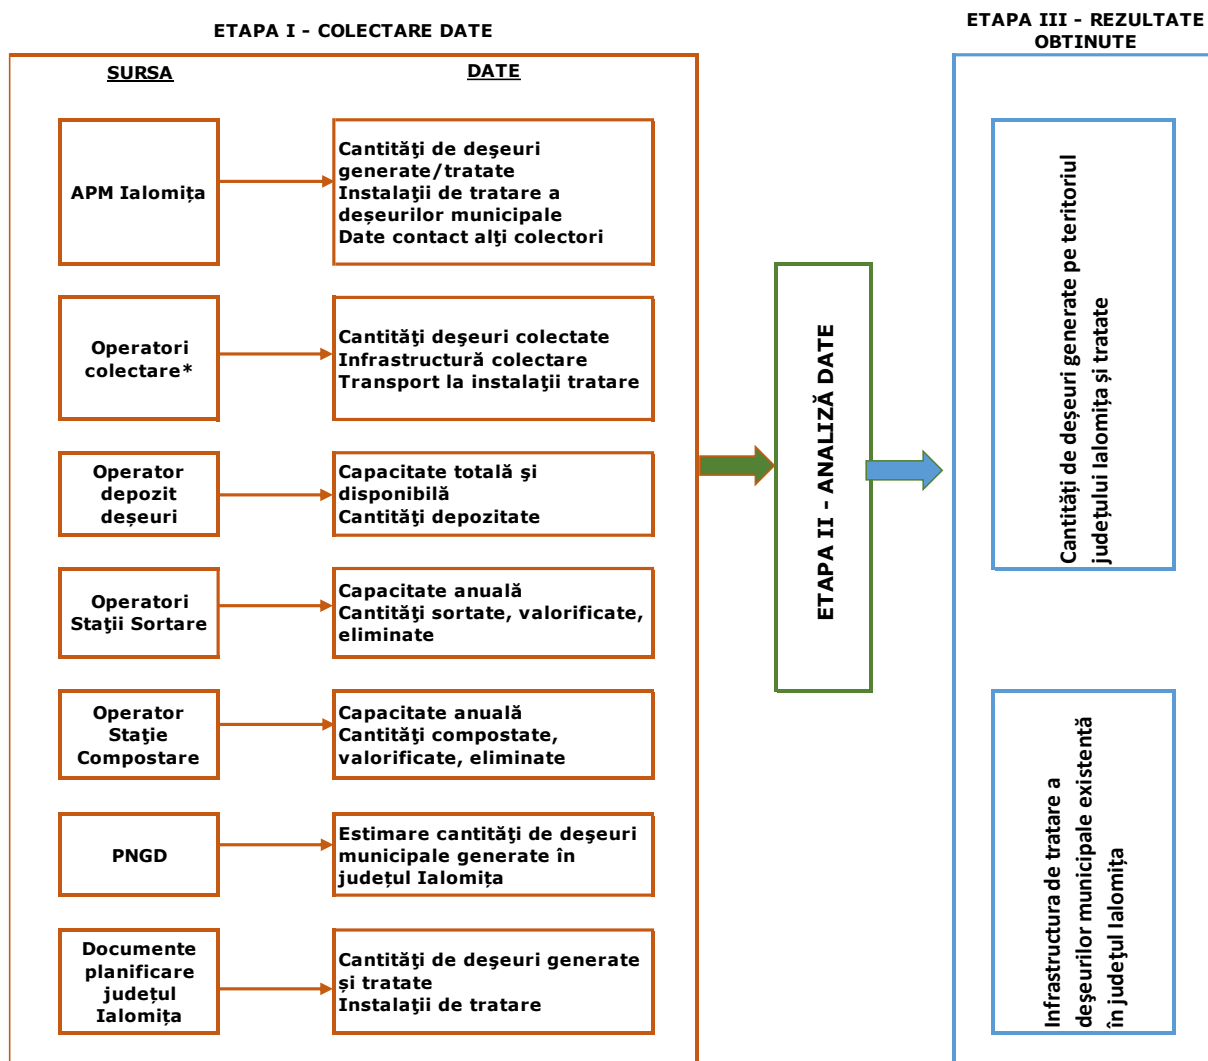 ETAPA I - COLECTARE DATE
ETAPA III - REZULTATE
OBTINUTE
SURSA
DATE
APM Ialomița
Cantităţi de deşeuri
generate/tratate
Instalaţii de tratare a
deșeurilor municipale
Date contact alţi colectori
Operatori
colectare*
Cantităţi deşeuri colectate
Infrastructură colectare
Transport la instalaţii tratare
Operator
depozit
deșeuri
Capacitate totală şi
disponibilă
Cantităţi depozitate
Operatori
Staţii Sortare
Capacitate anuală
Cantităţi sortate, valorificate,
eliminate
Operator
Staţie
Compostare
Capacitate anuală
Cantităţi compostate,
valorificate, eliminate
PNGD
Estimare cantităţi de deşeuri
municipale generate în
județul Ialomița
Documente
planificare
județul
Ialomița
Cantităţi de deşeuri generate
și tratate
Instalaţii de tratare
ETAPA II - ANALIZĂ DATE
Cantități de deșeuri generate pe teritoriul
județului Ialomița și tratate
Infrastructura de tratare a
deşeurilor municipale existentă
în judeţul Ialomița